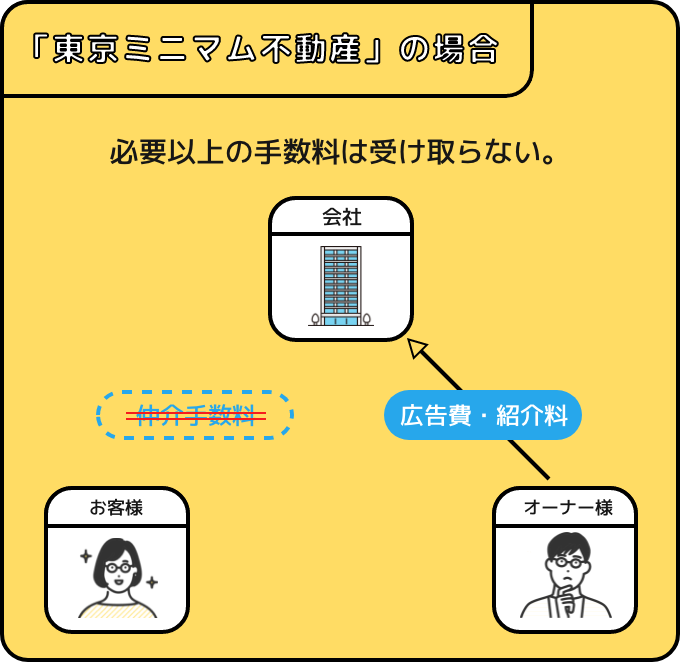 「東京ミニマム不動産」の場合
必要以上の手数料は受け取らない。
会社
仲介手数料
広告費・紹介料
お客様
オーナー様